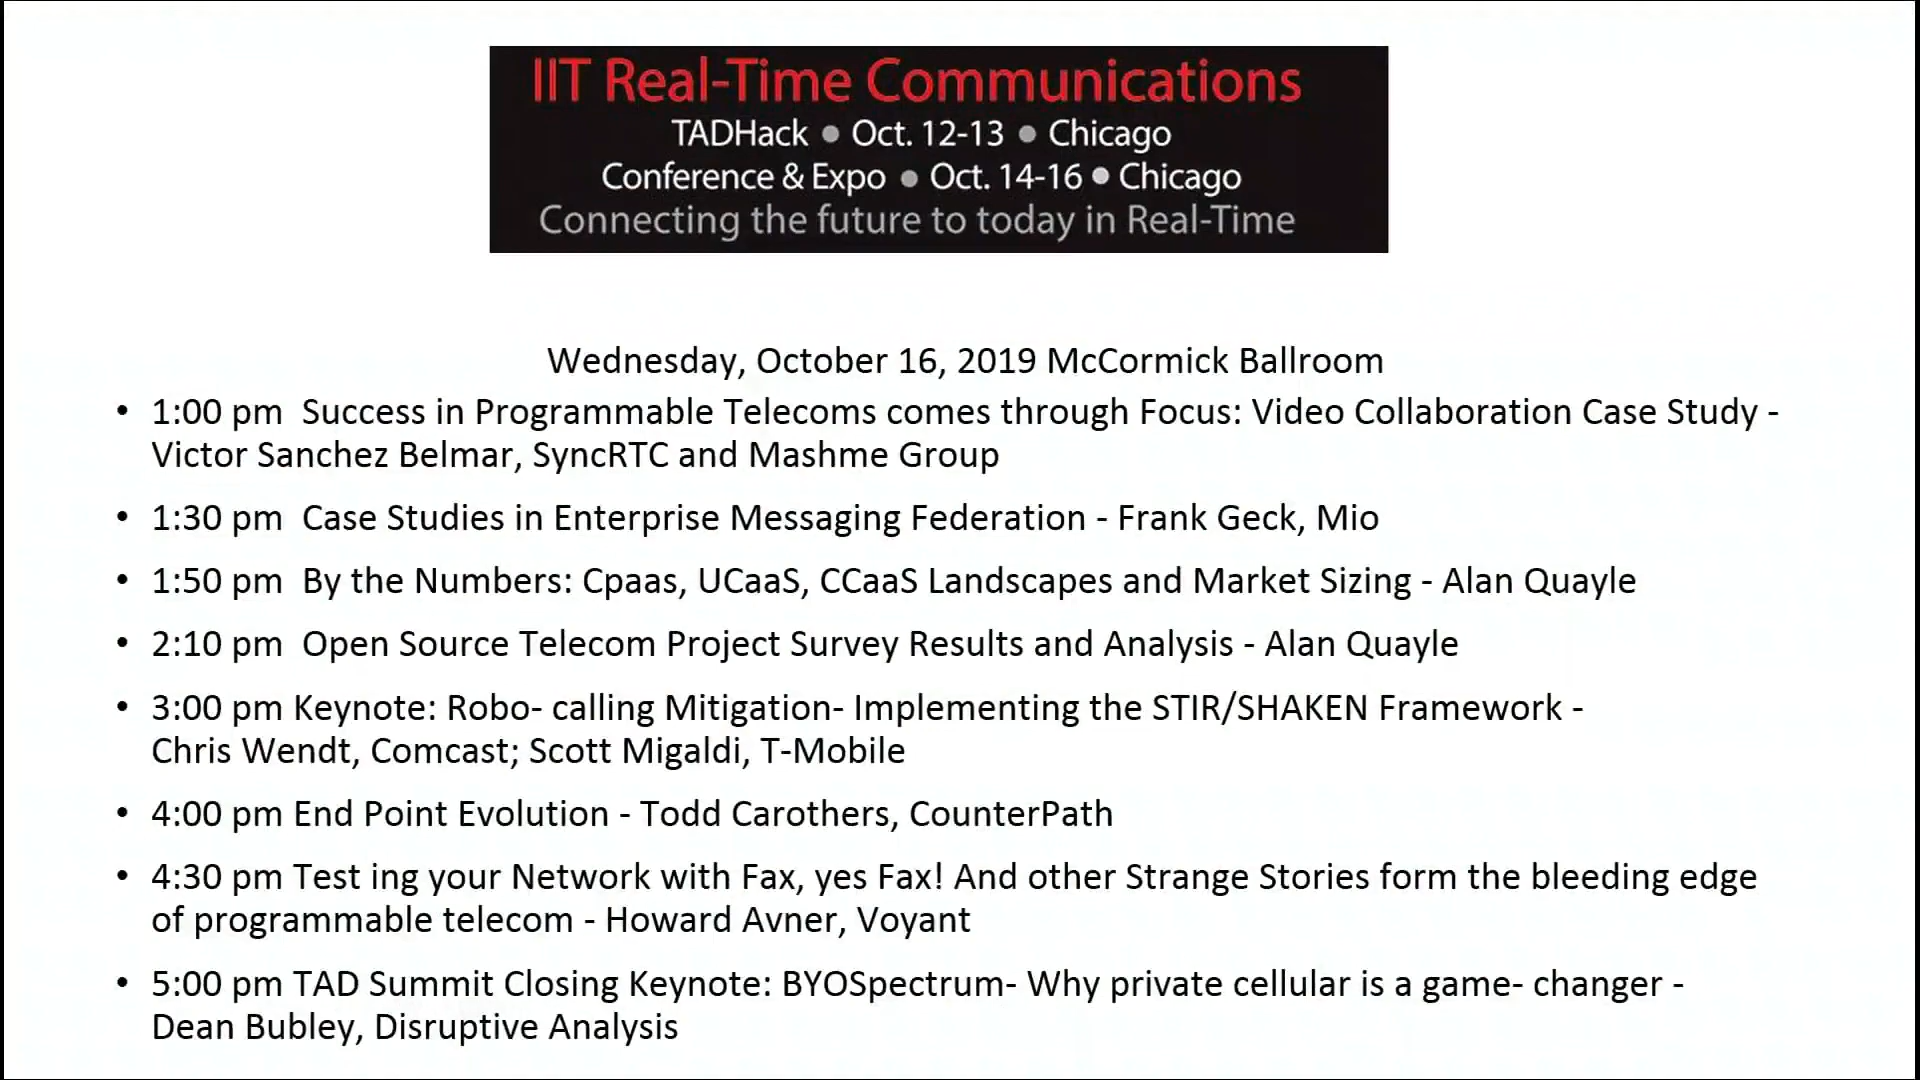 IIT Real-Time Communications
TADHack ● Oct. 12-13 ● Chicago
Conference & Expo ● Oct. 14-16 ● Chicago
Connecting the future to today in Real-Time
Wednesday, October 16, 2019 McCormick Ballroom
• 1:00 pm  Success in Programmable Telecoms comes through Focus: Video Collaboration Case Study -
Victor Sanchez Belmar, SyncRTC and Mashme Group
• 1:30 pm  Case Studies in Enterprise Messaging Federation - Frank Geck, Mio
• 1:50 pm  By the Numbers: Cpaas, UCaaS, CCaaS Landscapes and Market Sizing - Alan Quayle
• 2:10 pm  Open Source Telecom Project Survey Results and Analysis - Alan Quayle
• 3:00 pm Keynote: Robo- calling Mitigation- Implementing the STIR/SHAKEN Framework -
Chris Wendt, Comcast; Scott Migaldi, T-Mobile
• 4:00 pm End Point Evolution - Todd Carothers, CounterPath
• 4:30 pm Test ing your Network with Fax, yes Fax! And other Strange Stories form the bleeding edge
of programmable telecom - Howard Avner, Voyant
• 5:00 pm TAD Summit Closing Keynote: BYOSpectrum- Why private cellular is a game- changer -
Dean Bubley, Disruptive Analysis